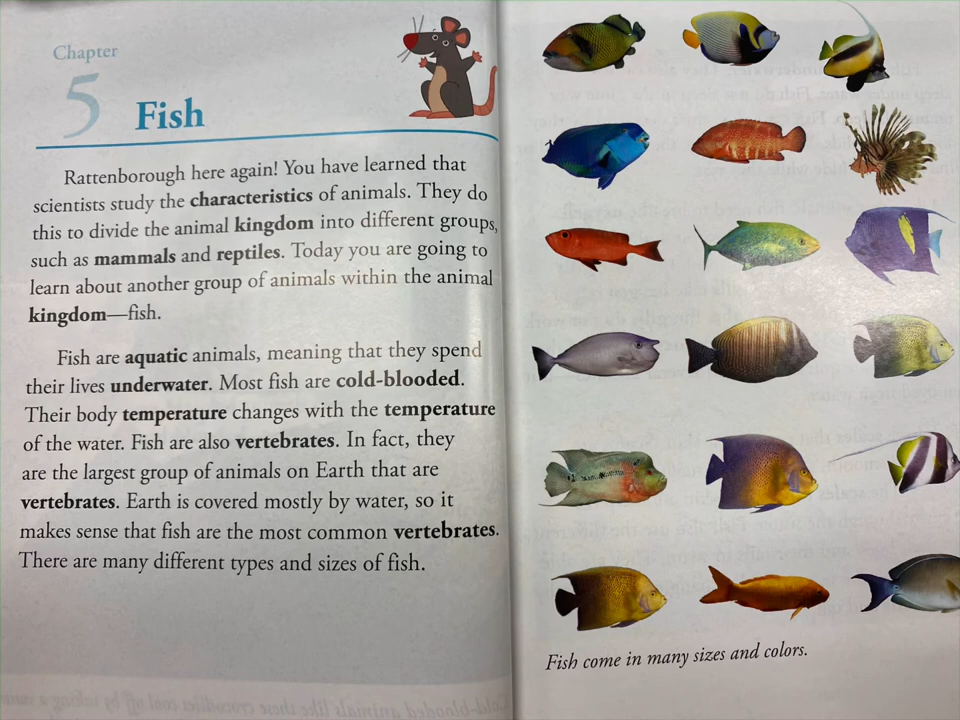 Chapter
5 Fish
Rattenborough here again! You have learned that
scientists study the characteristics of animals. They do
this to divide the animal kingdom into different groups,
such as mammals and reptiles. Today you are going to
learn about another group of animals within the animal
kingdom—fish.
Fish are aquatic animals, meaning that they spend
their lives underwater. Most fish are cold-blooded.
Their body temperature changes with the temperature
of the water. Fish are also vertebrates. In fact, they
are the largest group of animals on Earth that are
vertebrates. Earth is covered mostly by water, so it
makes sense that fish are the most common vertebrates.
There are many different types and sizes of fish.
Fish come in many sizes and colors.